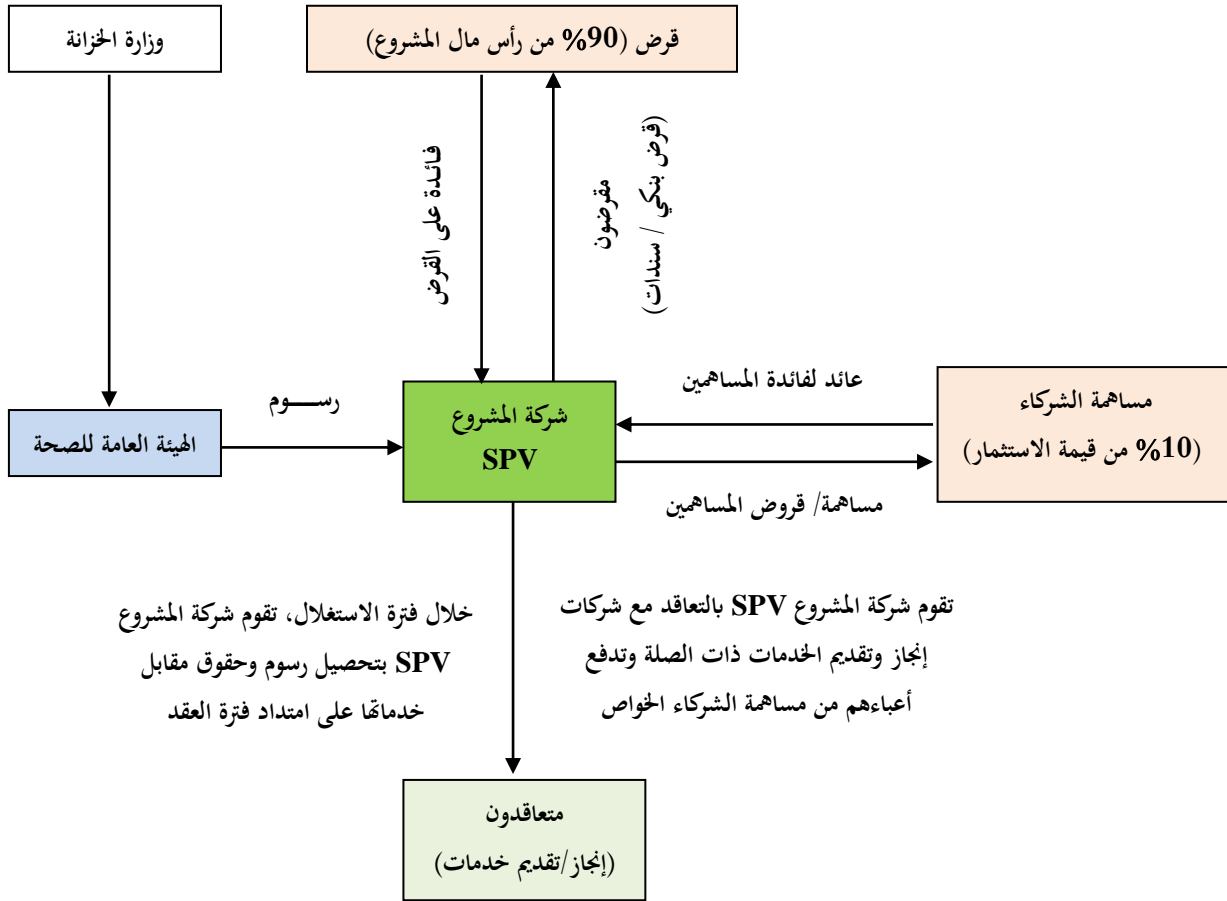 وزارة الخزانة
قرض (90% من رأس مال المشروع)
فائدة على القرض
مقرضون
(قرض بنكي / سندات)
الهيئة العامة للصحة
رســـــوم
شركة المشروع
SPV
عائد لفائدة المساهمين
مساهمة/ قروض المساهمين
مساهمة الشركاء
(10% من قيمة الاستثمار)
تقوم شركة المشروع SPV بالتعاقد مع شركات
إنجاز وتقديم الخدمات ذات الصلة وتدفع
أعباءهم من مساهمة الشركاء الخواص
خلال فترة الاستغلال، تقوم شركة المشروع
SPV بتحصيل رسوم وحقوق مقابل
خدماتها على امتداد فترة العقد
متعاقدون
(إنجاز/تقديم خدمات)